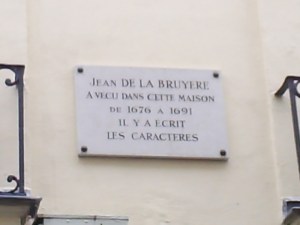 JEAN DE LA BRUYERE
A VECU DANS CETTE MAISON
DE 1676 A 1691
IL Y A ECRIT
LES CARACTERES